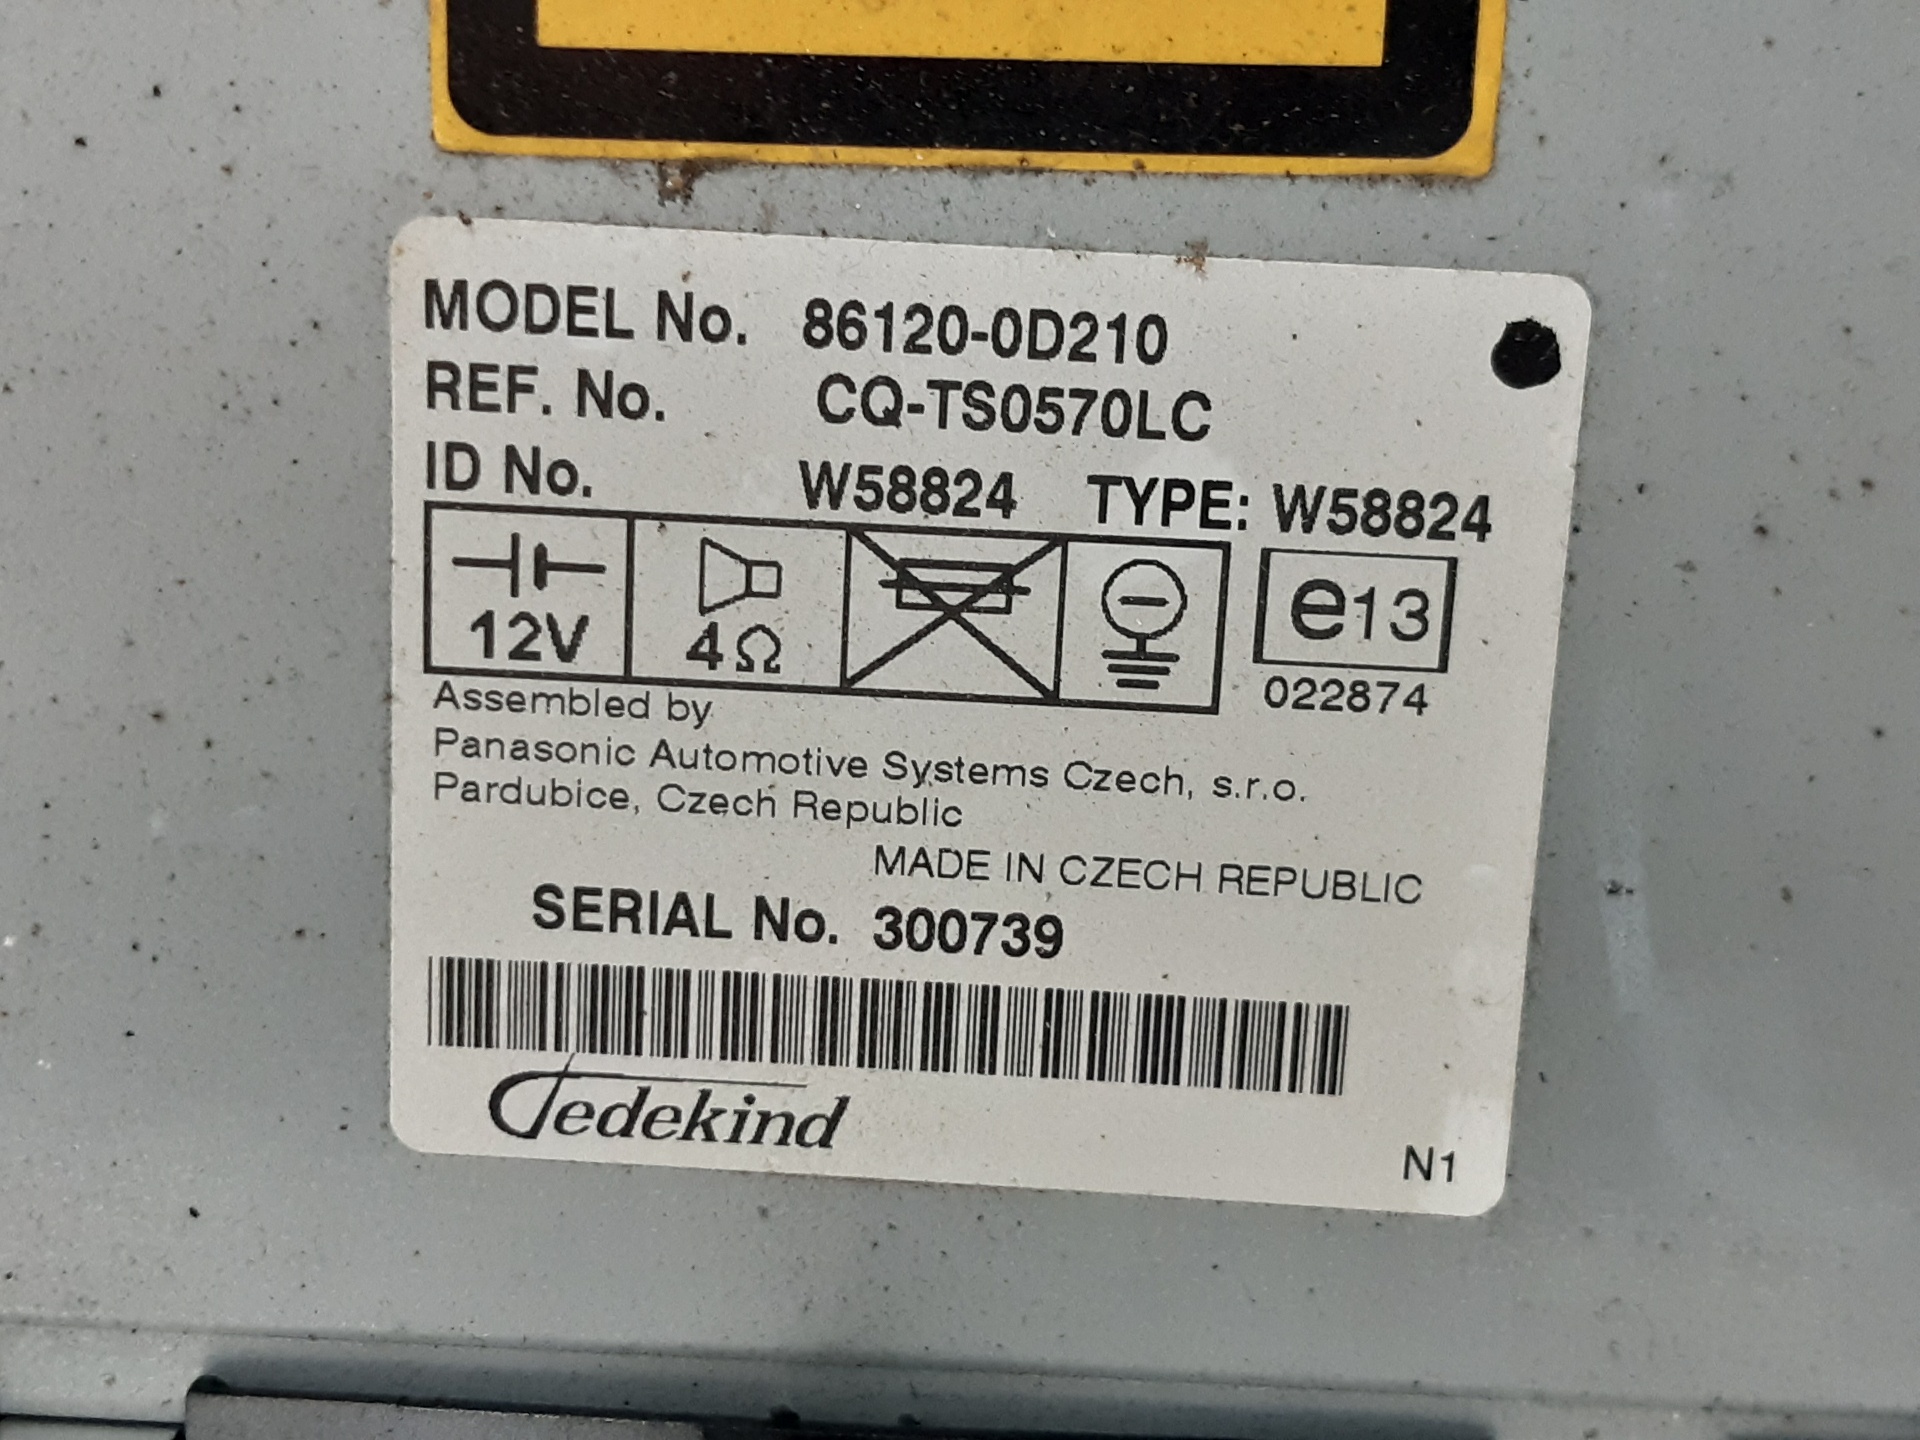 MODEL No. 86120-0D210
REF. No. CQ-TS0570LC
ID No. W58824 TYPE: W58824
12V 4Ω e13
022874
Assembled by
Panasonic Automotive Systems Czech, s.r.o.
Pardubice, Czech Republic
MADE IN CZECH REPUBLIC
SERIAL No. 300739
Jedekind
N1